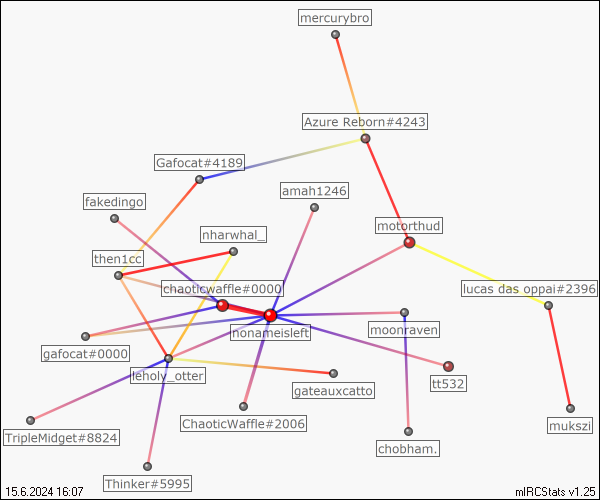 mercurybro
Azure Reborn#4243
Gafocat#4189
fakedingo
amah1246
nharwhal_
motorthud
then1cc
chaoticwaffle#0000
lucas das oppai#2396
nonameisleft
moonraven
gafocat#0000
leholy_otter
gateauxcatto
tt532
ChaoticWaffle#2006
mukszi
TripleMidget#8824
chobham.
Thinker#5995
15.6.2024 16:07
mIRCStats v1.25